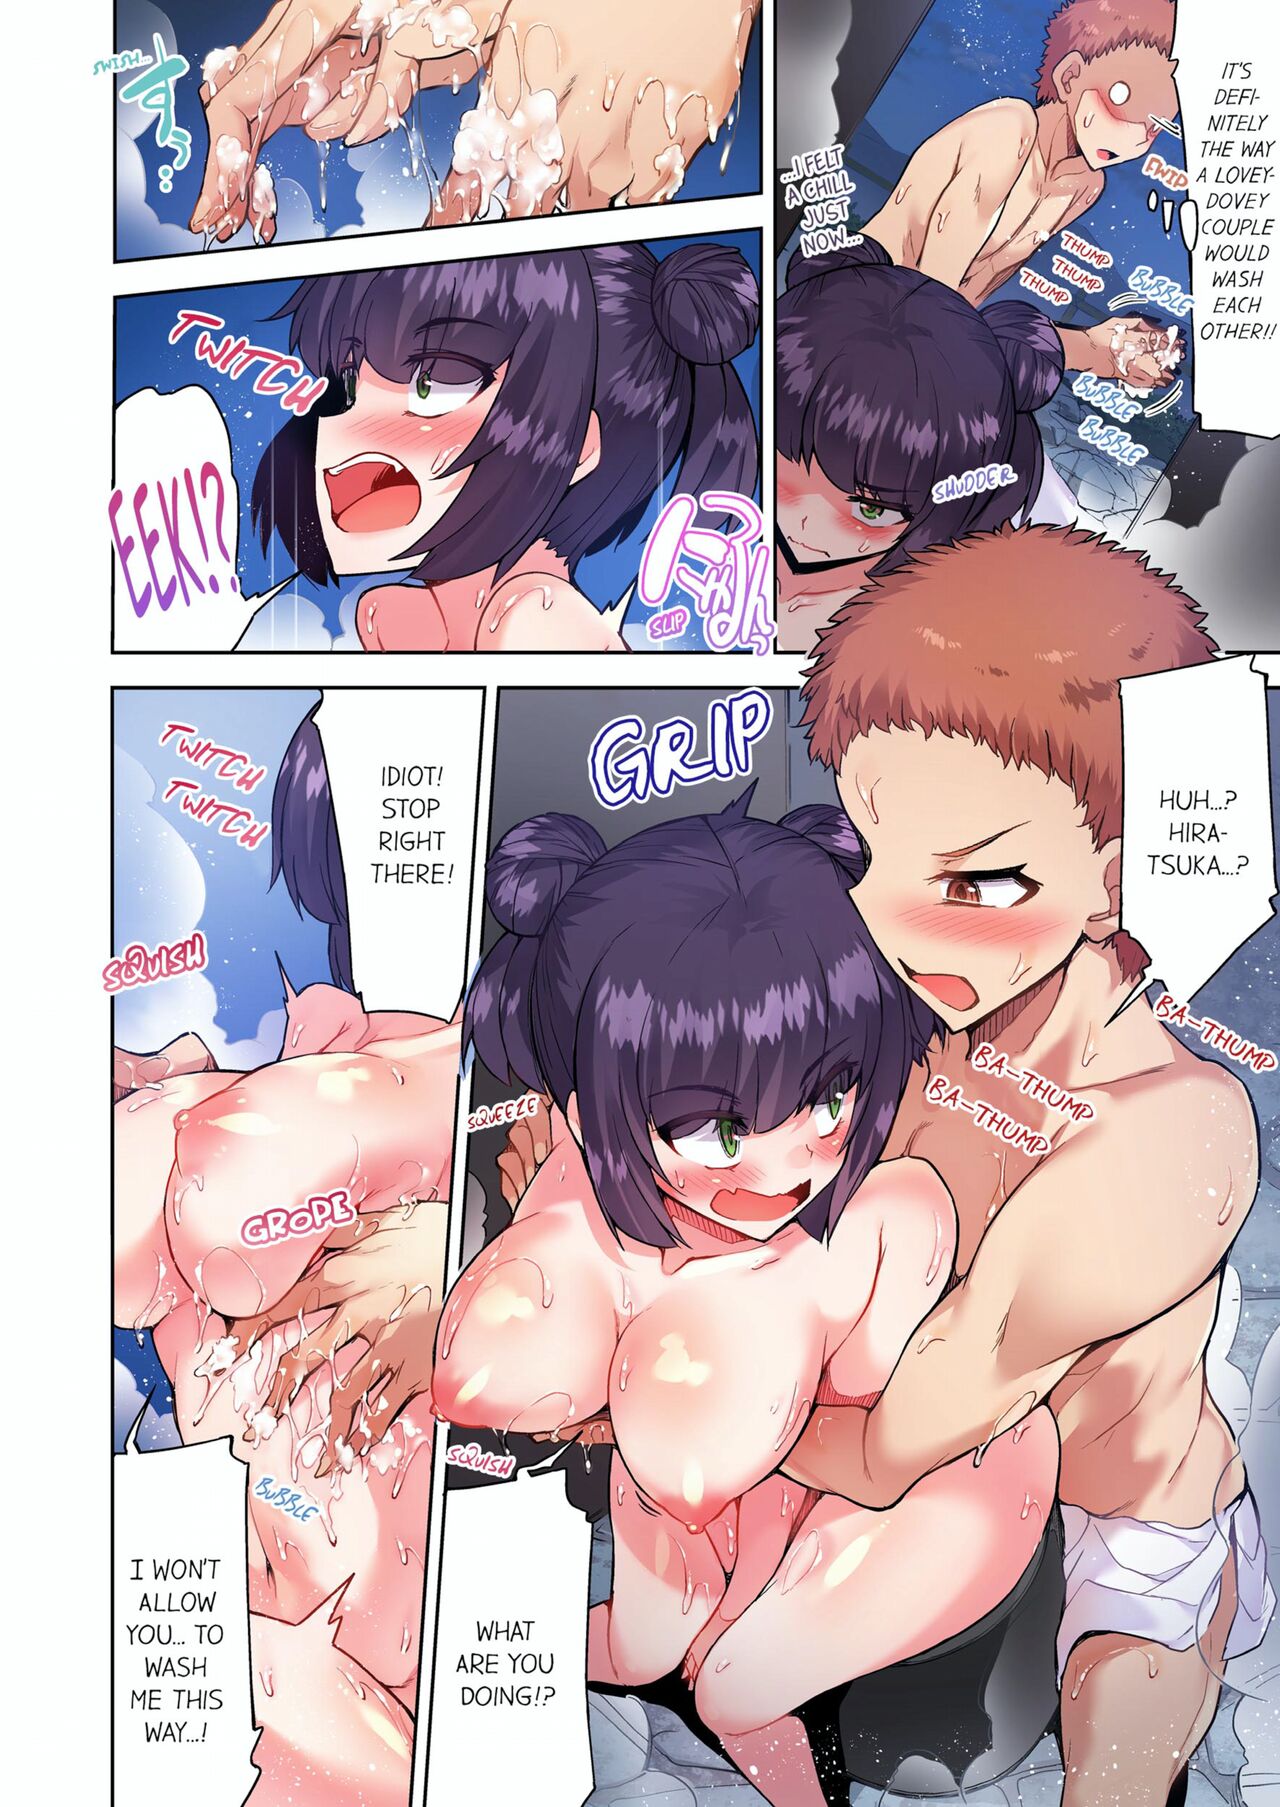 IT'S
DEFI-
NITELY
THE WAY
A LOVEY-
DOVEY
COUPLE
WOULD
WASH
EACH
OTHER!!
FWIP
THUMP
THUMP
THUMP
BUBBLE
BUBBLE
BUBBLE
BUBBLE
...I FELT
A CHILL
JUST
NOW...
SHUDDER
SWISH...
TWITCH
EEK!?
SLIP
HUH...?
HIRA-
TSUKA...?
GRIP
BA-THUMP
BA-THUMP
BA-THUMP
SQUEEZE
SQUISH
WHAT
ARE YOU
DOING!?
IDIOT!
STOP
RIGHT
THERE!
TWITCH
TWITCH
SQUISH
GROPE
BUBBLE
I WON'T
ALLOW
YOU... TO
WASH
ME THIS
WAY...!